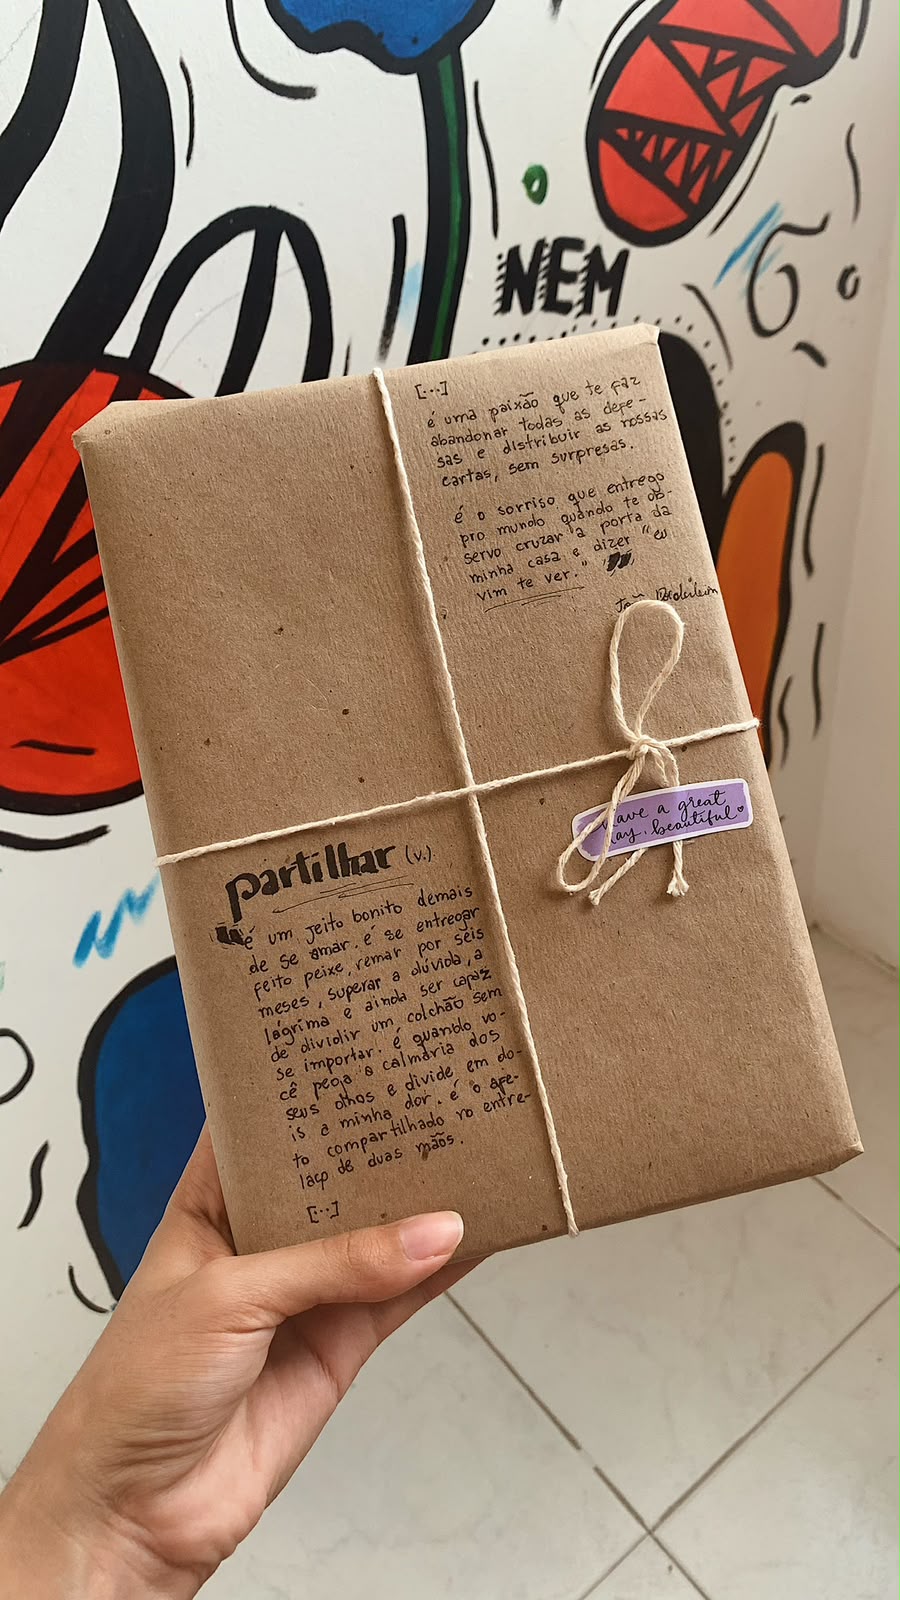 NEM
[...]
é uma paixão que te faz
abandonar todas as defe-
sas e distribuir as nossas
cartas, sem surpresas.
é o sorriso que entrego
pro mundo quando te ob-
servo cruzar a porta da
minha casa e dizer "eu
vim te ver." "
have a great
ay, beautiful
partilhar (v.)
"é um jeito bonito demais
de se amar. é se entregar
feito peixe, remar por seis
meses, superar a dúvida, a
lágrima e ainda ser capaz
de dividir um colchão sem
se importar. é quando vo-
cê pega a calmaria dos
seus olhos e divide em do-
is a minha dor. é o afe-
to compartilhado no entre-
laço de duas mãos.
[...]